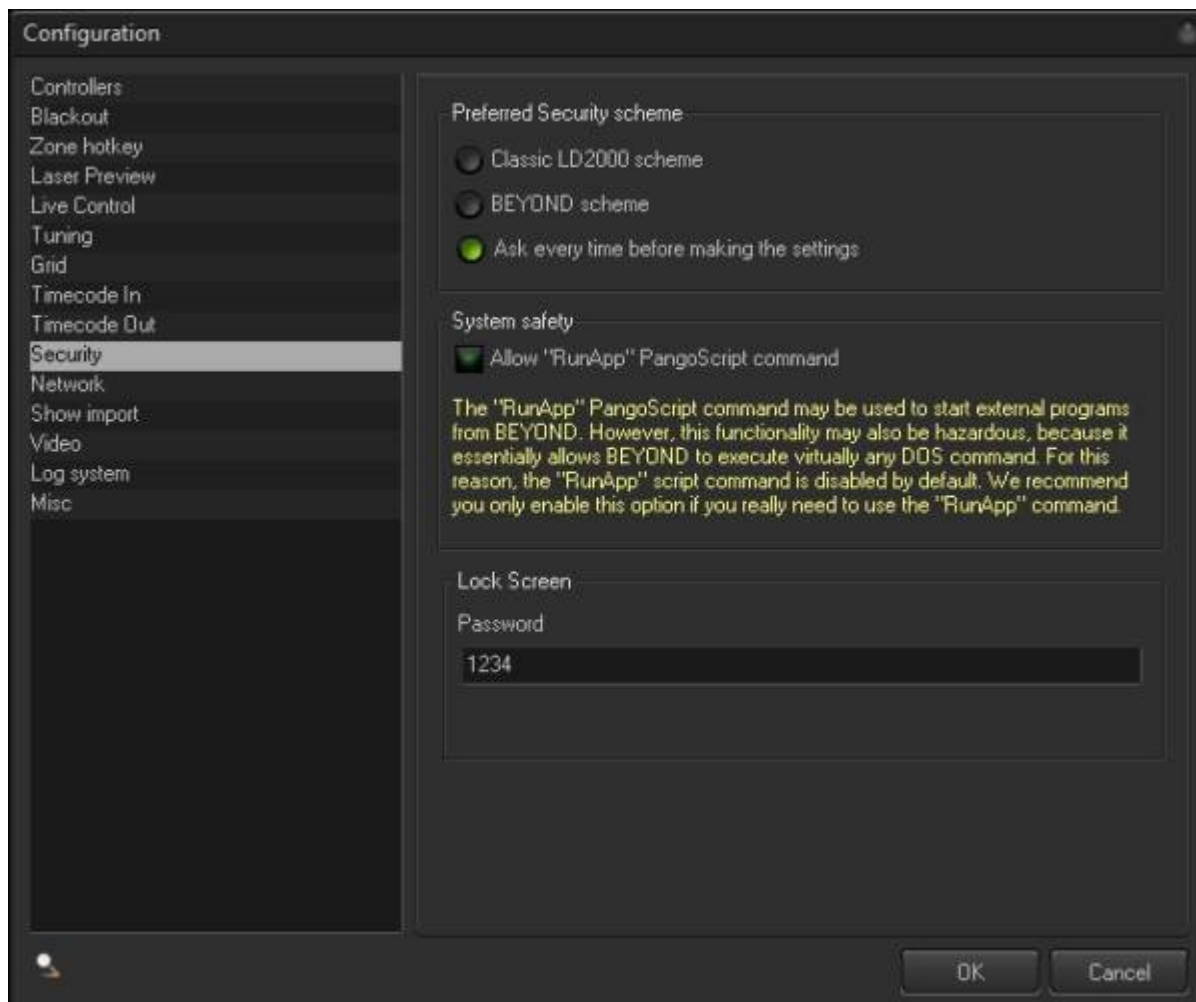 Configuration
Controllers
Blackout
Zone hotkey
Laser Preview
Live Control
Tuning
Grid
Timecode In
Timecode Out
Security
Network
Show import
Video
Log system
Misc
Preferred Security scheme
Classic LD2000 scheme
BEYOND scheme
Ask every time before making the settings
System safety
Allow "RunApp" PangoScript command
The "RunApp" PangoScript command may be used to start external programs
from BEYOND. However, this functionality may also be hazardous, because it
essentially allows BEYOND to execute virtually any DOS command. For this
reason, the "RunApp" script command is disabled by default. We recommend
you only enable this option if you really need to use the "RunApp" command.
Lock Screen
Password
1234
OK
Cancel